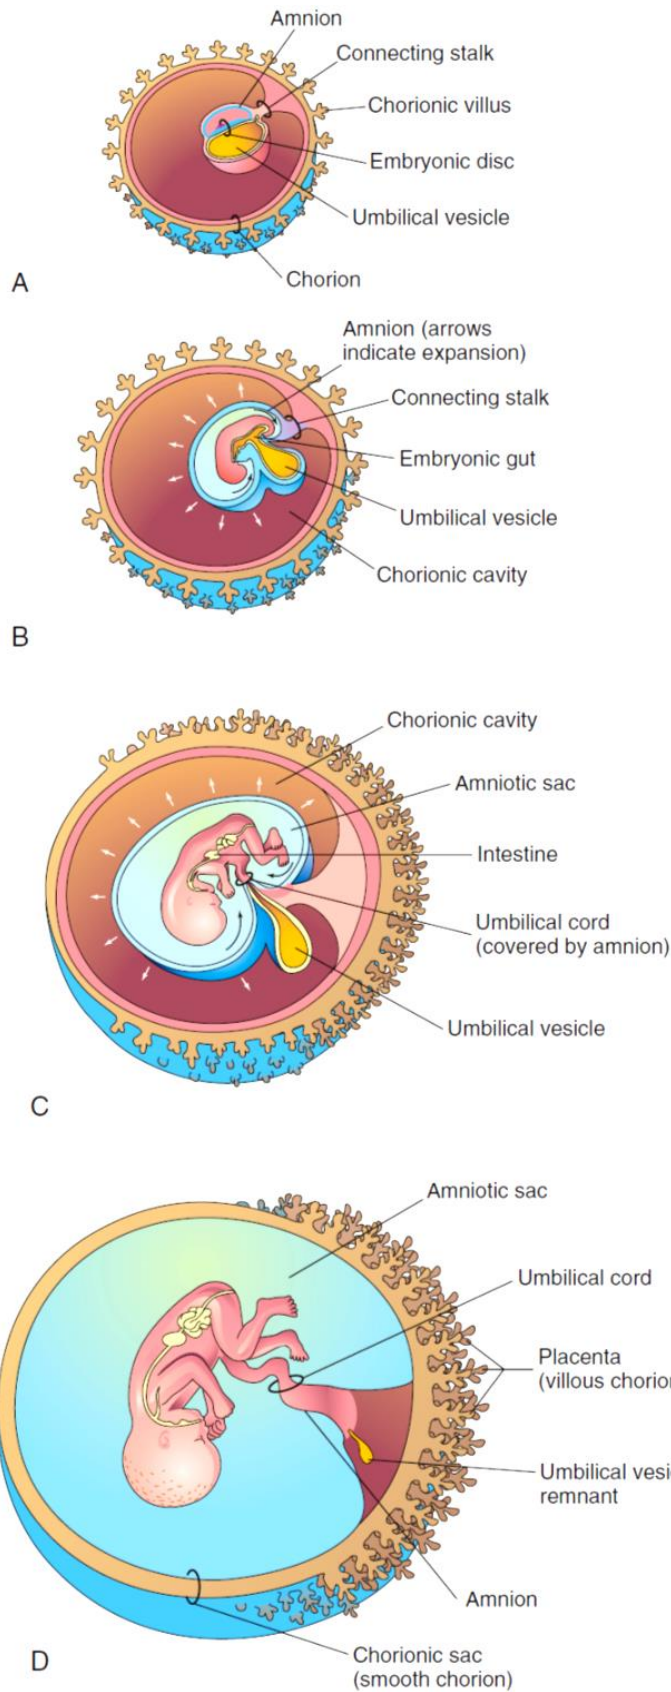 Amnion
Connecting stalk
Chorionic villus
Embryonic disc
Umbilical vesicle
Chorion
A
Amnion (arrows
indicate expansion)
Connecting stalk
Embryonic gut
Umbilical vesicle
Chorionic cavity
B
Chorionic cavity
Amniotic sac
Intestine
Umbilical cord
(covered by amnion)
Umbilical vesicle
C
Amniotic sac
Umbilical cord
Placenta
(villous chorion
Umbilical vesi
remnant
Amnion
Chorionic sac
(smooth chorion)
D